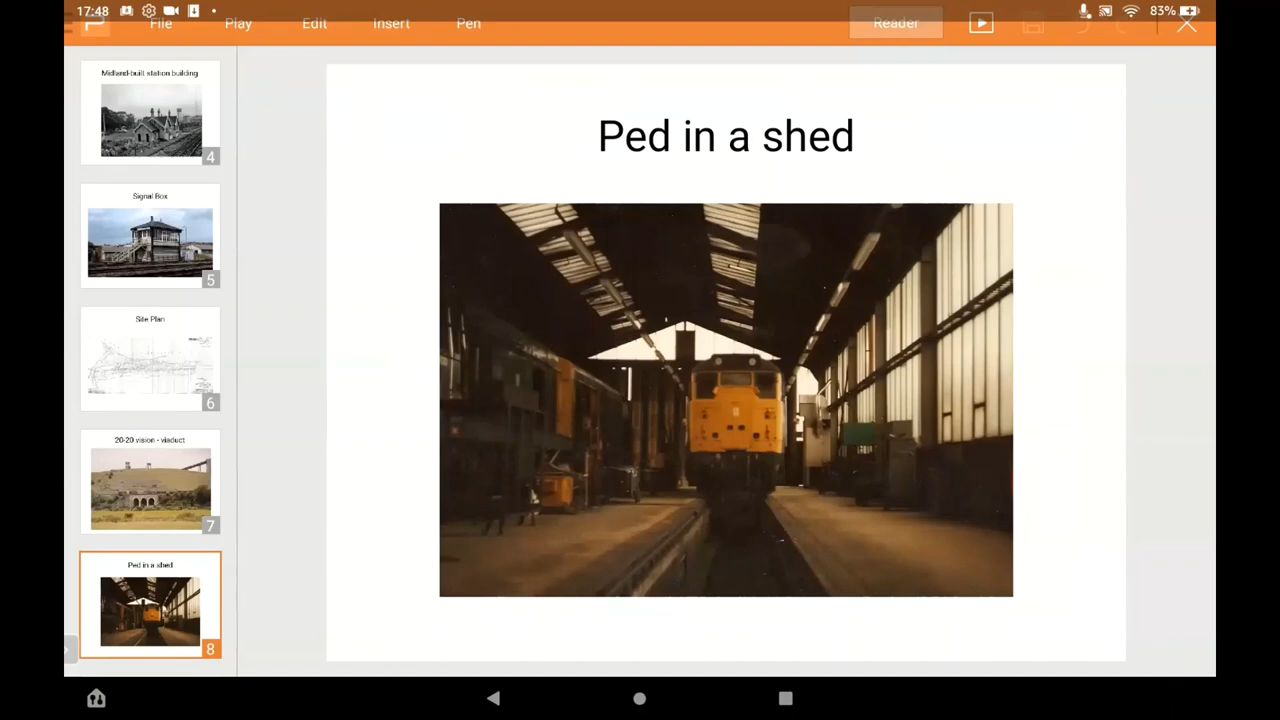 17:48
83%
File
Play
Edit
Insert
Pen
Reader
Midland-built station building
4
Signal Box
5
Site Plan
6
20-20 vision - viaduct
7
Ped in a shed
8
Ped in a shed